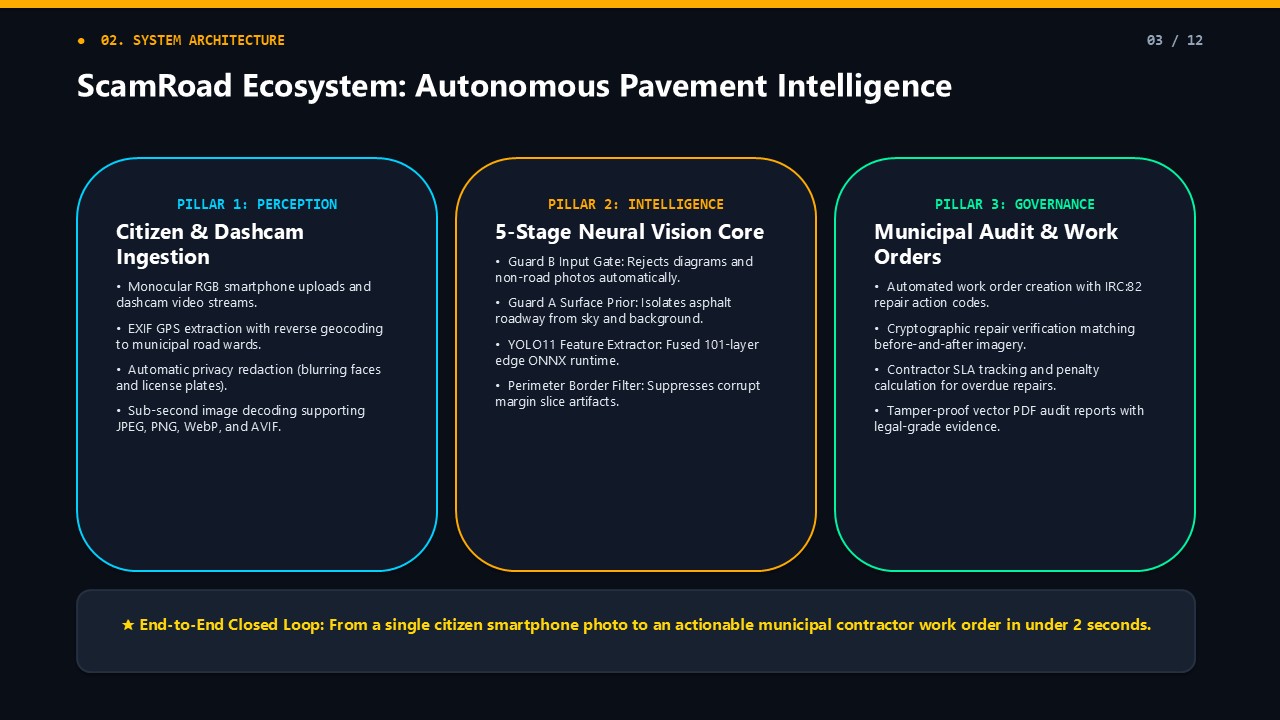 ● 02. SYSTEM ARCHITECTURE
03 / 12
ScamRoad Ecosystem: Autonomous Pavement Intelligence
PILLAR 1: PERCEPTION
Citizen & Dashcam
Ingestion
• Monocular RGB smartphone uploads and
dashcam video streams.
• EXIF GPS extraction with reverse geocoding
to municipal road wards.
• Automatic privacy redaction (blurring faces
and license plates).
• Sub-second image decoding supporting
JPEG, PNG, WebP, and AVIF.
PILLAR 2: INTELLIGENCE
5-Stage Neural Vision Core
• Guard B Input Gate: Rejects diagrams and
non-road photos automatically.
• Guard A Surface Prior: Isolates asphalt
roadway from sky and background.
• YOLO11 Feature Extractor: Fused 101-layer
edge ONNX runtime.
• Perimeter Border Filter: Suppresses corrupt
margin slice artifacts.
PILLAR 3: GOVERNANCE
Municipal Audit & Work
Orders
• Automated work order creation with IRC:82
repair action codes.
• Cryptographic repair verification matching
before-and-after imagery.
• Contractor SLA tracking and penalty
calculation for overdue repairs.
• Tamper-proof vector PDF audit reports with
legal-grade evidence.
★ End-to-End Closed Loop: From a single citizen smartphone photo to an actionable municipal contractor work order in under 2 seconds.